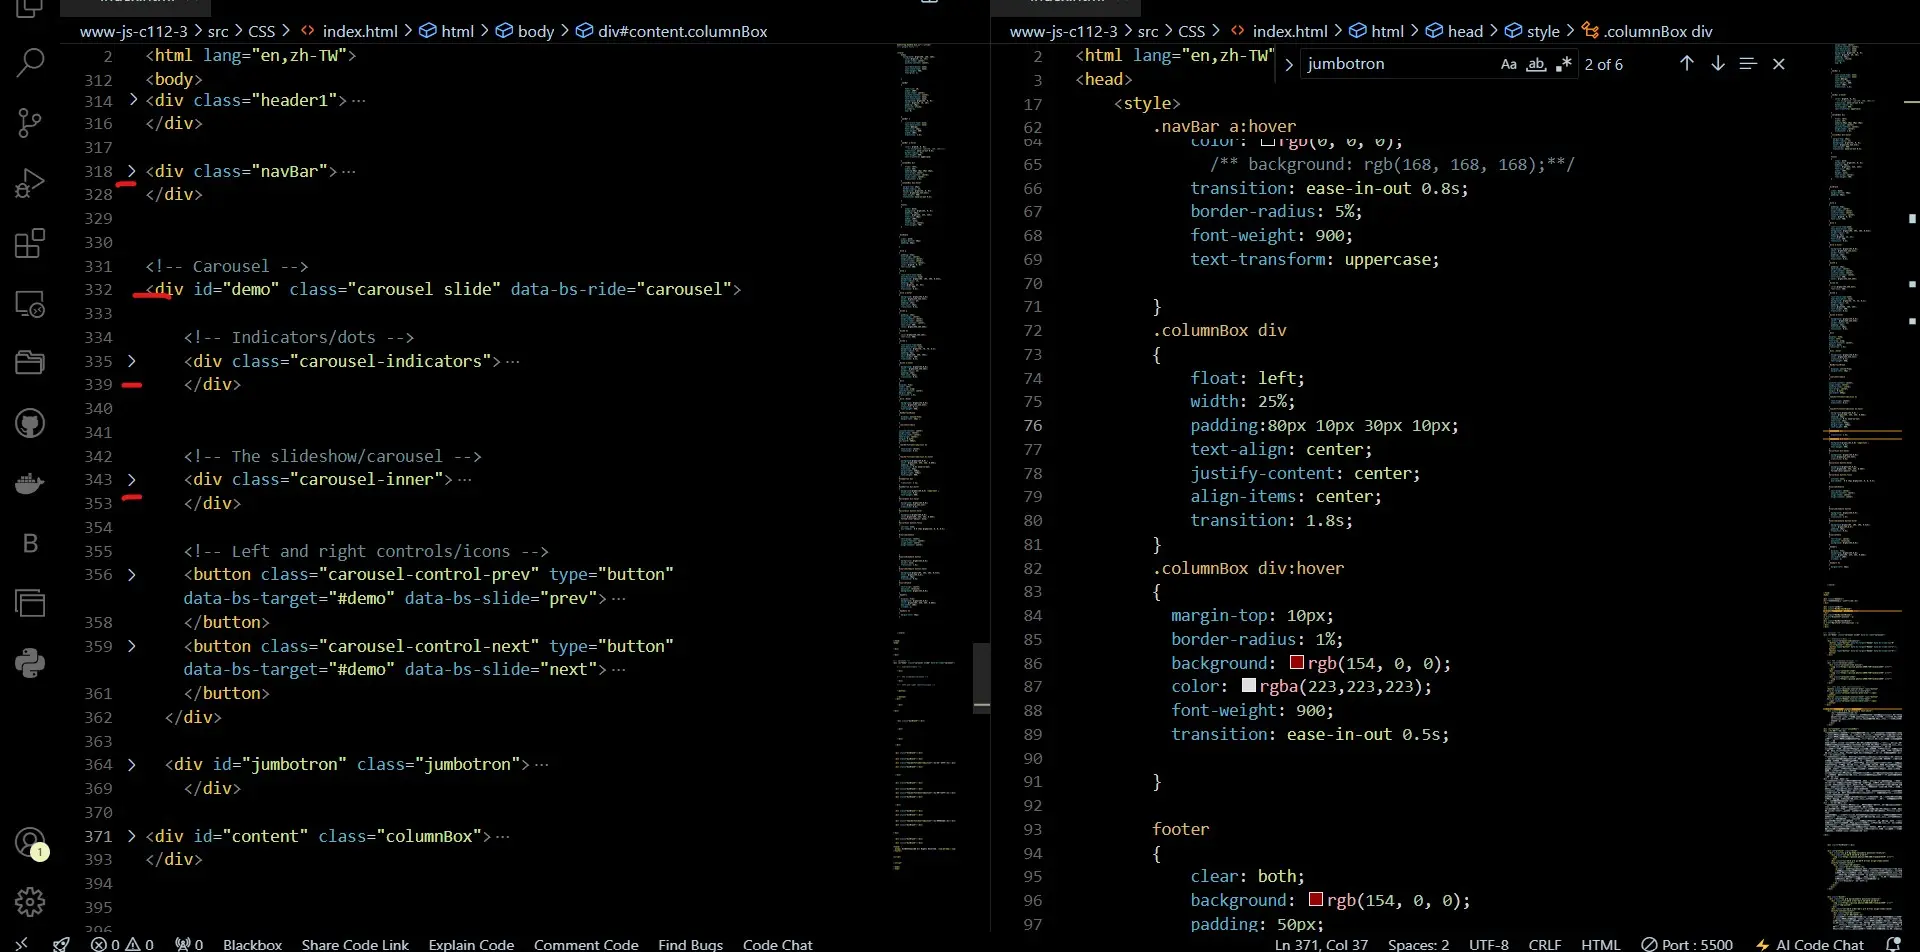 www-js-c112-3 > src > CSS > <> index.html > html > body > div#content.columnBox
2 <html lang="en,zh-TW">
312 <body>
314 > <div class="header1"> ···
316 </div>
317
318 > <div class="navBar"> ···
328 </div>
329
330
331 <!-- Carousel -->
332 <div id="demo" class="carousel slide" data-bs-ride="carousel">
333
334 <!-- Indicators/dots -->
335 > <div class="carousel-indicators"> ···
339 </div>
340
341
342 <!-- The slideshow/carousel -->
343 > <div class="carousel-inner"> ···
353 </div>
354
355 <!-- Left and right controls/icons -->
356 > <button class="carousel-control-prev" type="button"
data-bs-target="#demo" data-bs-slide="prev"> ···
358 </button>
359 > <button class="carousel-control-next" type="button"
data-bs-target="#demo" data-bs-slide="next"> ···
361 </button>
362 </div>
363
364 > <div id="jumbotron" class="jumbotron"> ···
369 </div>
370
371 > <div id="content" class="columnBox"> ···
393 </div>
394
395
396
www-js-c112-3 > src > CSS > <> index.html > html > head > style > .columnBox div
jumbotron Aa ab .* 2 of 6
2 <html lang="en,zh-TW"
3 <head>
17 <style>
62 .navBar a:hover
64 color: rgb(0, 0, 0);
65 /** background: rgb(168, 168, 168);**/
66 transition: ease-in-out 0.8s;
67 border-radius: 5%;
68 font-weight: 900;
69 text-transform: uppercase;
70
71 }
72 .columnBox div
73 {
74 float: left;
75 width: 25%;
76 padding:80px 10px 30px 10px;
77 text-align: center;
78 justify-content: center;
79 align-items: center;
80 transition: 1.8s;
81 }
82 .columnBox div:hover
83 {
84 margin-top: 10px;
85 border-radius: 1%;
86 background: rgb(154, 0, 0);
87 color: rgba(223,223,223);
88 font-weight: 900;
89 transition: ease-in-out 0.5s;
90
91 }
92
93 footer
94 {
95 clear: both;
96 background: rgb(154, 0, 0);
97 padding: 50px;
B
1
0 0 0 Blackbox Share Code Link Explain Code Comment Code Find Bugs Code Chat Ln 371, Col 37 Spaces: 2 UTF-8 CRLF HTML Port : 5500 AI Code Chat